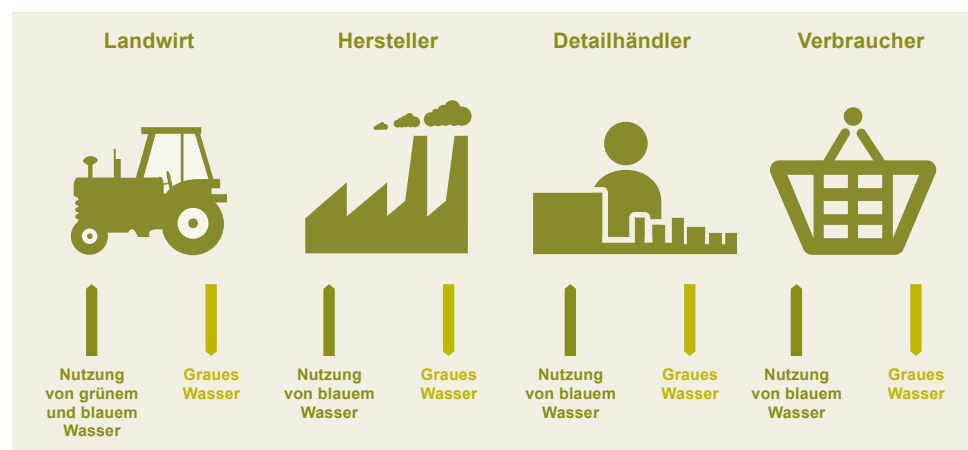 Landwirt
Hersteller
Detailhändler
Verbraucher
Nutzung
von grünem
und blauem
Wasser
Graues
Wasser
Nutzung
von blauem
Wasser
Graues
Wasser
Nutzung
von blauem
Wasser
Graues
Wasser
Nutzung
von blauem
Wasser
Graues
Wasser